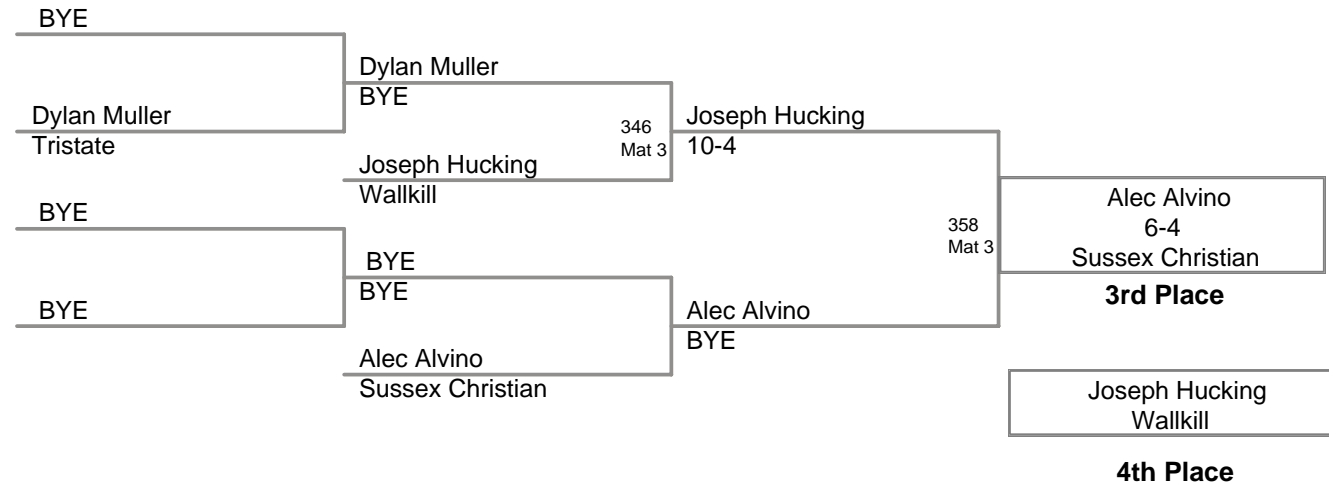 BYE
Dylan Muller
BYE
Dylan Muller
Tristate
346
Mat 3
Joseph Hucking
10-4
Joseph Hucking
Wallkill
BYE
358
Mat 3
Alec Alvino
6-4
Sussex Christian
3rd Place
BYE
BYE
BYE
Alec Alvino
BYE
Alec Alvino
Sussex Christian
Joseph Hucking
Wallkill
4th Place